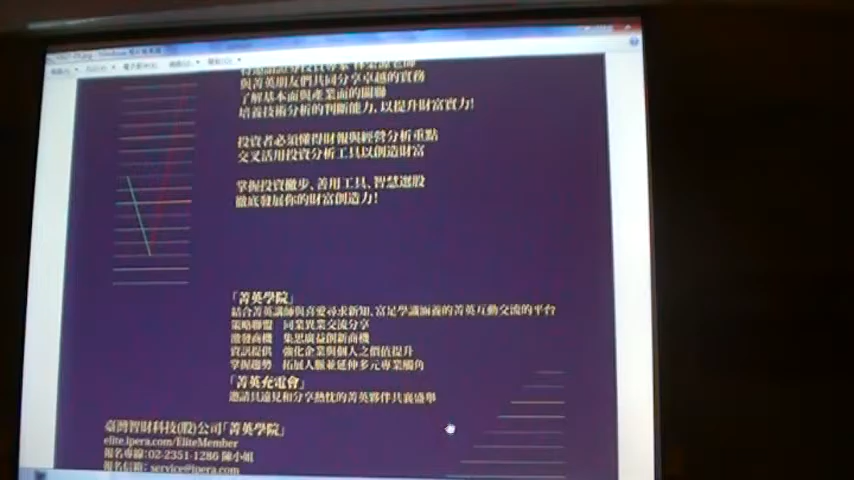 與菁英朋友們共同分享卓越的實務
了解基本面與產業面的關聯
培養技術分析的判斷能力,以提升財富實力!
投資者必須懂得財報與經營分析重點
交叉活用投資分析工具以創造財富
掌握投資撇步、善用工具、智慧選股
徹底發展你的財富創造力!
「菁英學院」
結合菁英講師與喜愛尋求新知、富足學識涵養的菁英互動交流的平台
策略聯盟 同業異業交流分享
激發商機 集思廣益創新商機
資訊提供 強化企業與個人之價值提升
掌握趨勢 拓展人脈並延伸多元專業觸角
「菁英充電會」
邀請具遠見和分享熱忱的菁英夥伴共襄盛舉
臺灣智財科技(股)公司「菁英學院」
elite.ipera.com/EliteMember
報名專線:02-2351-1286 陳小姐
報名信箱: service@ipera.com